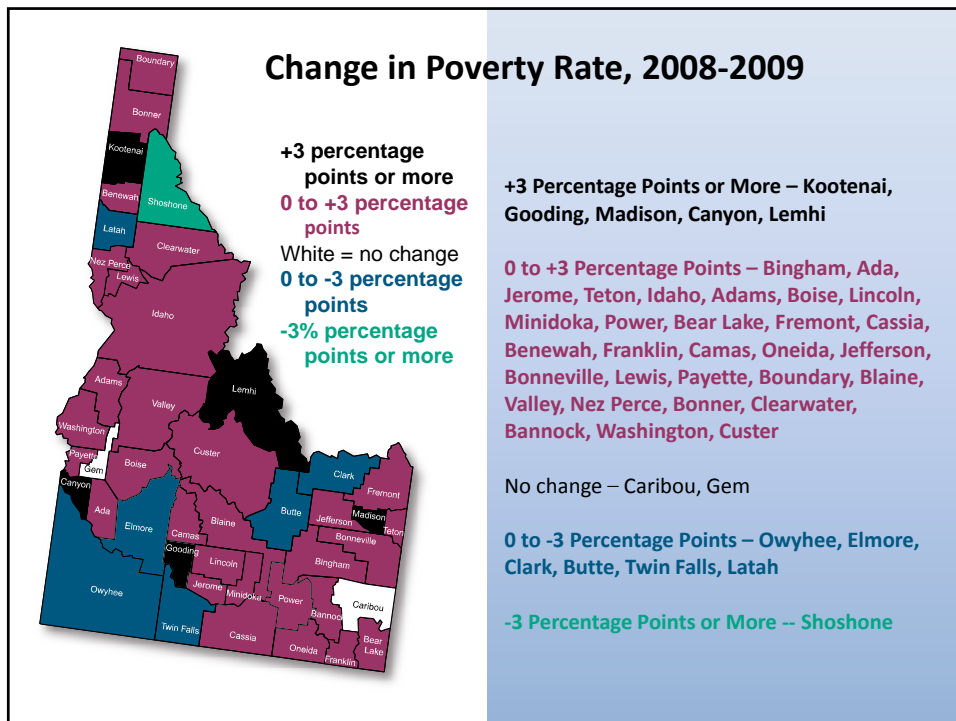 Change in Poverty Rate, 2008-2009
+3 percentage
points or more
0 to +3 percentage
points
White = no change
0 to -3 percentage
points
-3% percentage
points or more
Boundary
Bonner
Kootenai
Benewah
Shoshone
Latah
Clearwater
Nez Perce
Lewis
Idaho
Lemhi
Adams
Valley
Washington
Custer
Payette
Gem
Boise
Clark
Fremont
Canyon
Butte
Madison
Ada
Jefferson
Teton
Elmore
Blaine
Camas
Bonneville
Gooding
Lincoln
Bingham
Owyhee
Jerome
Minidoka
Power
Caribou
Bannock
Twin Falls
Cassia
Oneida
Franklin
Bear
Lake
+3 Percentage Points or More – Kootenai,
Gooding, Madison, Canyon, Lemhi
0 to +3 Percentage Points – Bingham, Ada,
Jerome, Teton, Idaho, Adams, Boise, Lincoln,
Minidoka, Power, Bear Lake, Fremont, Cassia,
Benewah, Franklin, Camas, Oneida, Jefferson,
Bonneville, Lewis, Payette, Boundary, Blaine,
Valley, Nez Perce, Bonner, Clearwater,
Bannock, Washington, Custer
No change – Caribou, Gem
0 to -3 Percentage Points – Owyhee, Elmore,
Clark, Butte, Twin Falls, Latah
-3 Percentage Points or More -- Shoshone